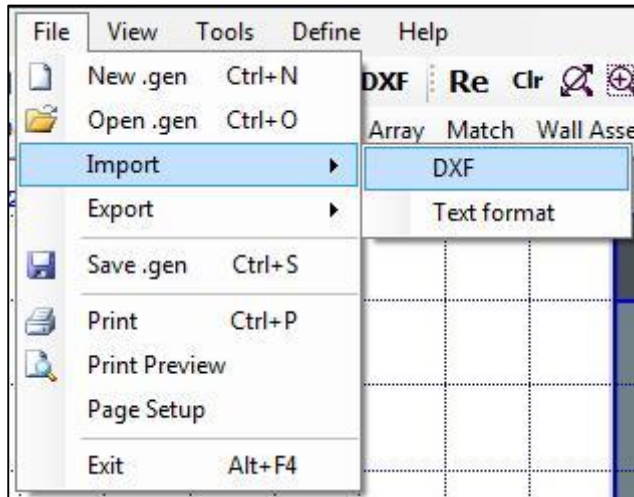 File View Tools Define Help
New .gen Ctrl+N
DXF Re Clr
Open .gen Ctrl+O
Array Match Wall Asse
Import
DXF
Export
Text format
Save .gen Ctrl+S
Print Ctrl+P
Print Preview
Page Setup
Exit Alt+F4